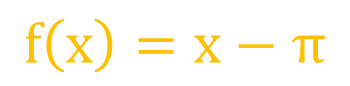 f(x) = x − π